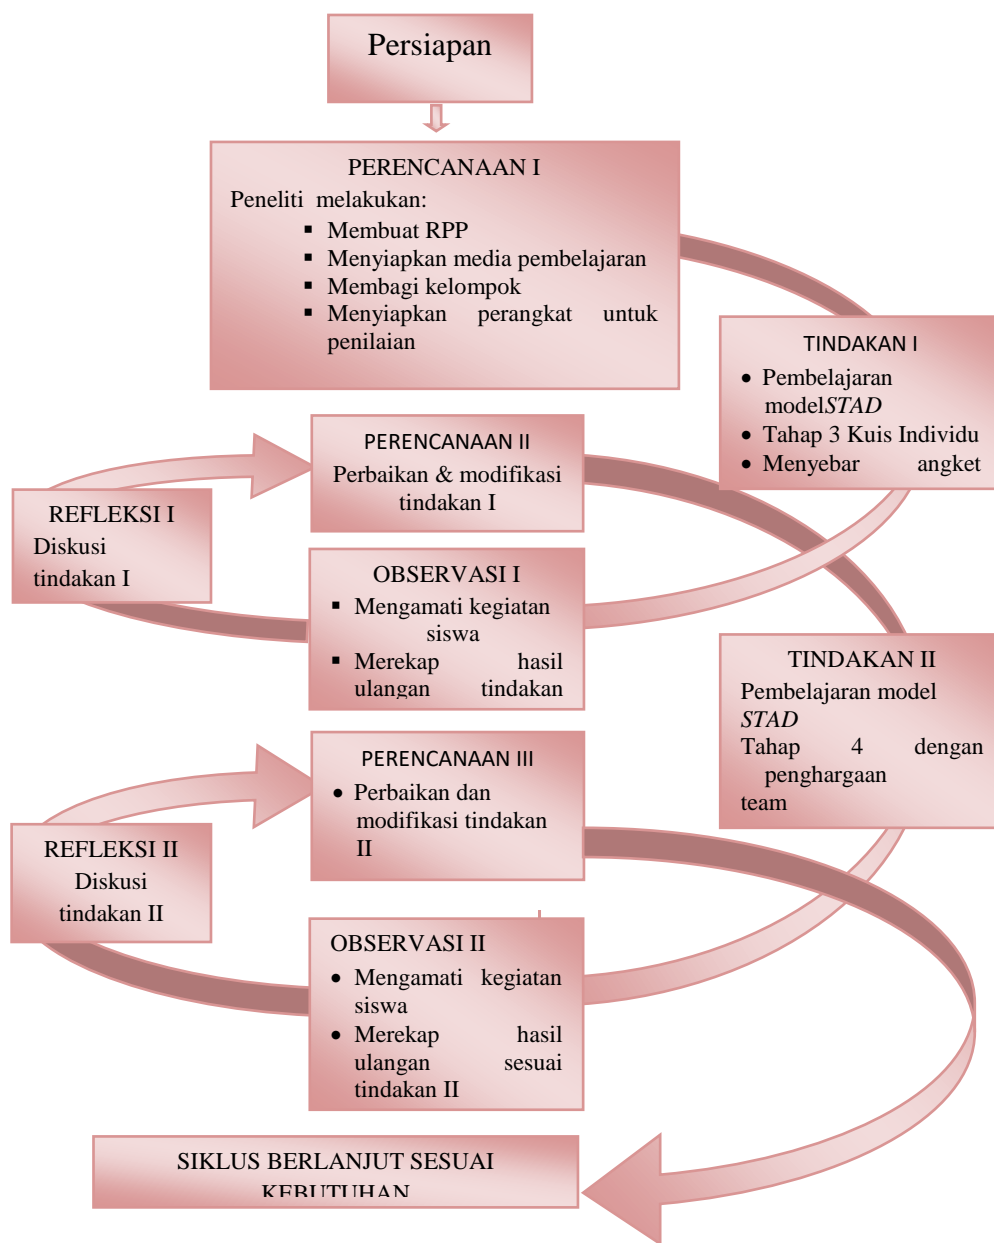 Persiapan
PERENCANAAN I
Peneliti melakukan:
▪ Membuat RPP
▪ Menyiapkan media pembelajaran
▪ Membagi kelompok
▪ Menyiapkan perangkat untuk
penilaian
TINDAKAN I
• Pembelajaran
modelSTAD
• Tahap 3 Kuis Individu
• Menyebar angket
PERENCANAAN II
Perbaikan & modifikasi
tindakan I
REFLEKSI I
Diskusi
tindakan I
OBSERVASI I
▪ Mengamati kegiatan
siswa
▪ Merekap hasil
ulangan tindakan
TINDAKAN II
Pembelajaran model
STAD
Tahap 4 dengan
penghargaan
team
PERENCANAAN III
• Perbaikan dan
modifikasi tindakan
II
REFLEKSI II
Diskusi
tindakan II
OBSERVASI II
• Mengamati kegiatan
siswa
• Merekap hasil
ulangan sesuai
tindakan II
SIKLUS BERLANJUT SESUAI
KEBUTUHAN